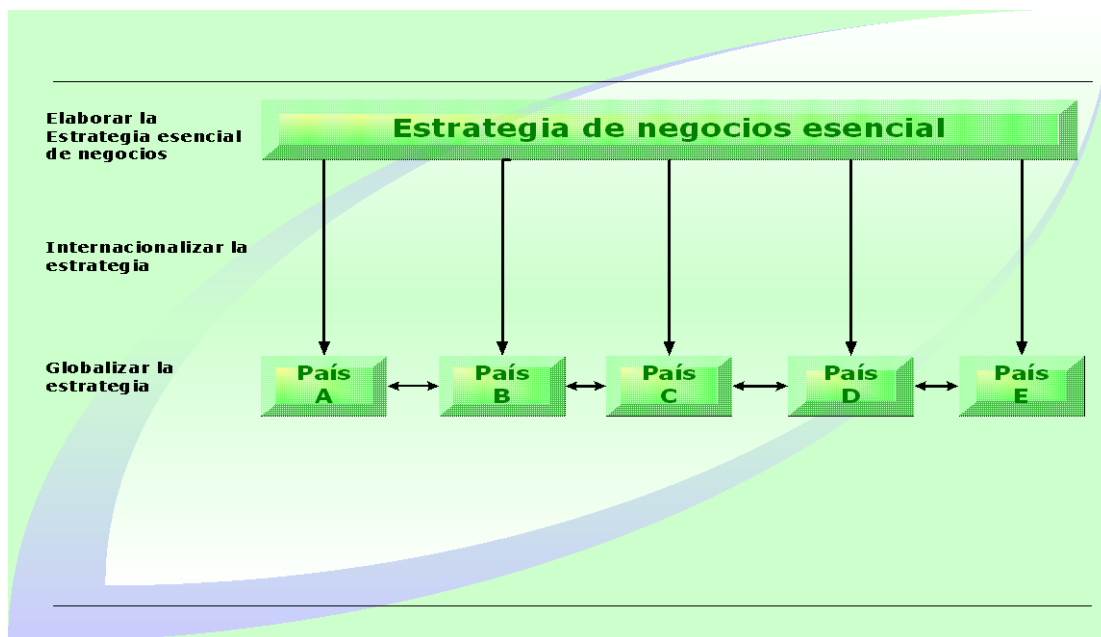 Elaborar la
Estrategia esencial
de negocios
Estrategia de negocios esencial
Internacionalizar la
estrategia
Globalizar la
estrategia
País
A
País
B
País
C
País
D
País
E